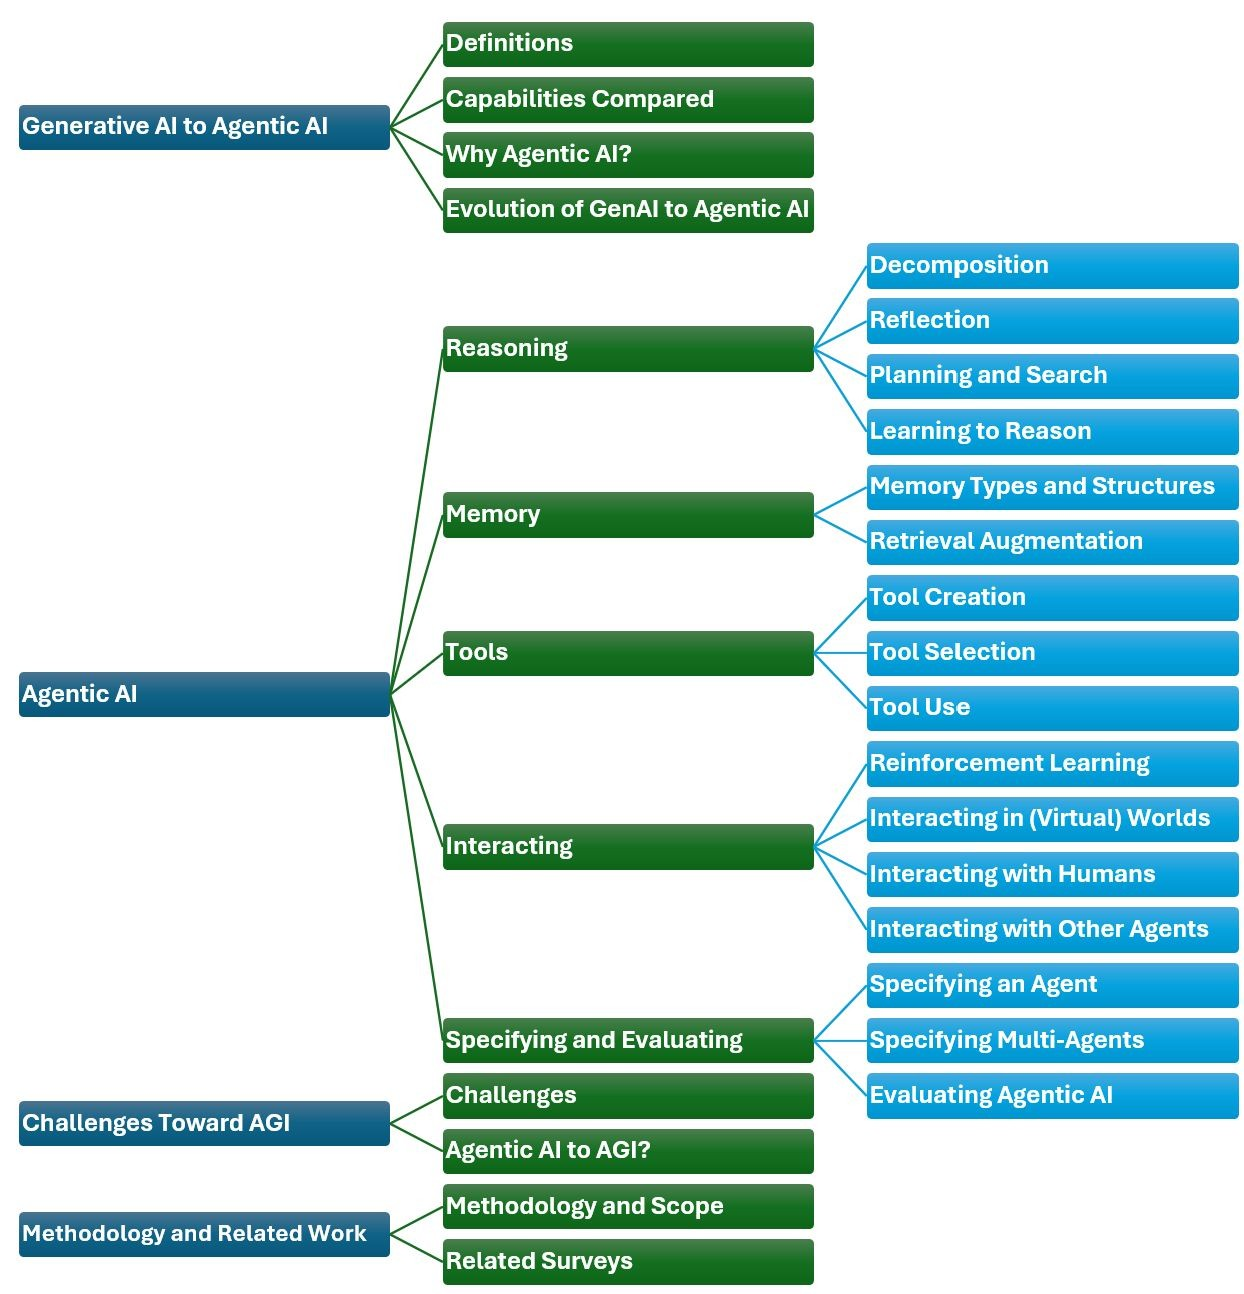 Generative AI to Agentic AI
Definitions
Capabilities Compared
Why Agentic AI?
Evolution of GenAI to Agentic AI
Agentic AI
Reasoning
Decomposition
Reflection
Planning and Search
Learning to Reason
Memory
Memory Types and Structures
Retrieval Augmentation
Tools
Tool Creation
Tool Selection
Tool Use
Interacting
Reinforcement Learning
Interacting in (Virtual) Worlds
Interacting with Humans
Interacting with Other Agents
Specifying and Evaluating
Specifying an Agent
Specifying Multi-Agents
Evaluating Agentic AI
Challenges Toward AGI
Challenges
Agentic AI to AGI?
Methodology and Related Work
Methodology and Scope
Related Surveys